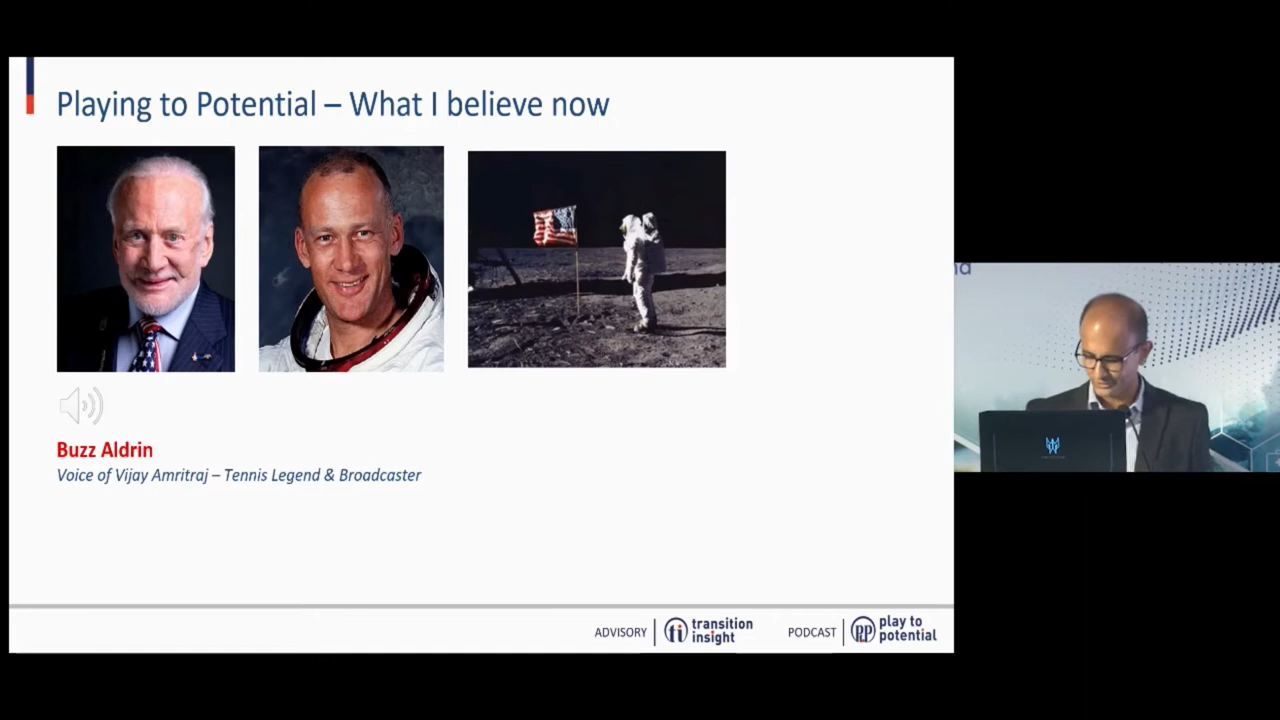 Playing to Potential – What I believe now
Buzz Aldrin
Voice of Vijay Amritraj – Tennis Legend & Broadcaster
ADVISORY
transition
insight
PODCAST
play to
potential